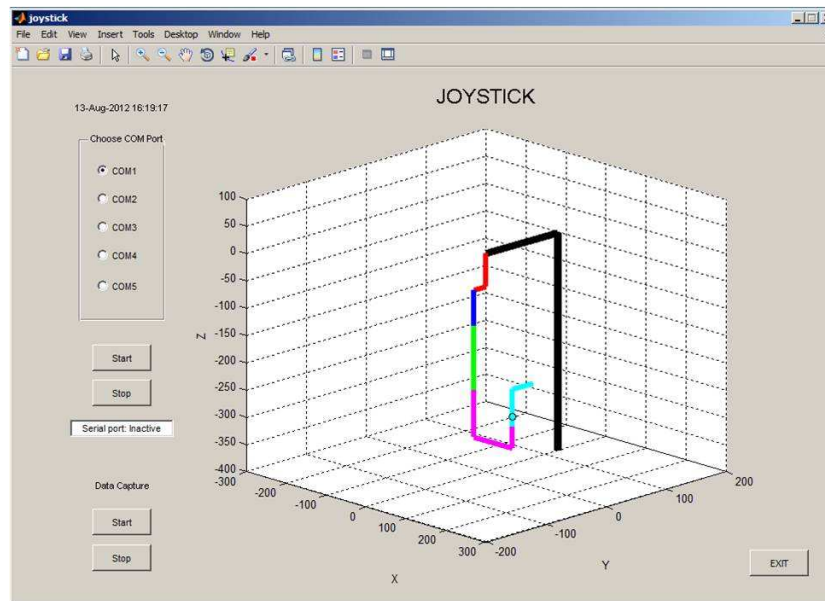 joystick
File Edit View Insert Tools Desktop Window Help
13-Aug-2012 16:19:17
JOYSTICK
Choose COM Port
COM1
COM2
COM3
COM4
COM5
Start
Stop
Serial port: Inactive
Data Capture
Start
Stop
100
50
0
-50
-100
-150
-200
-250
-300
-350
-400
Z
-300
-200
-100
0
100
200
300
X
-200
-100
0
100
200
Y
EXIT